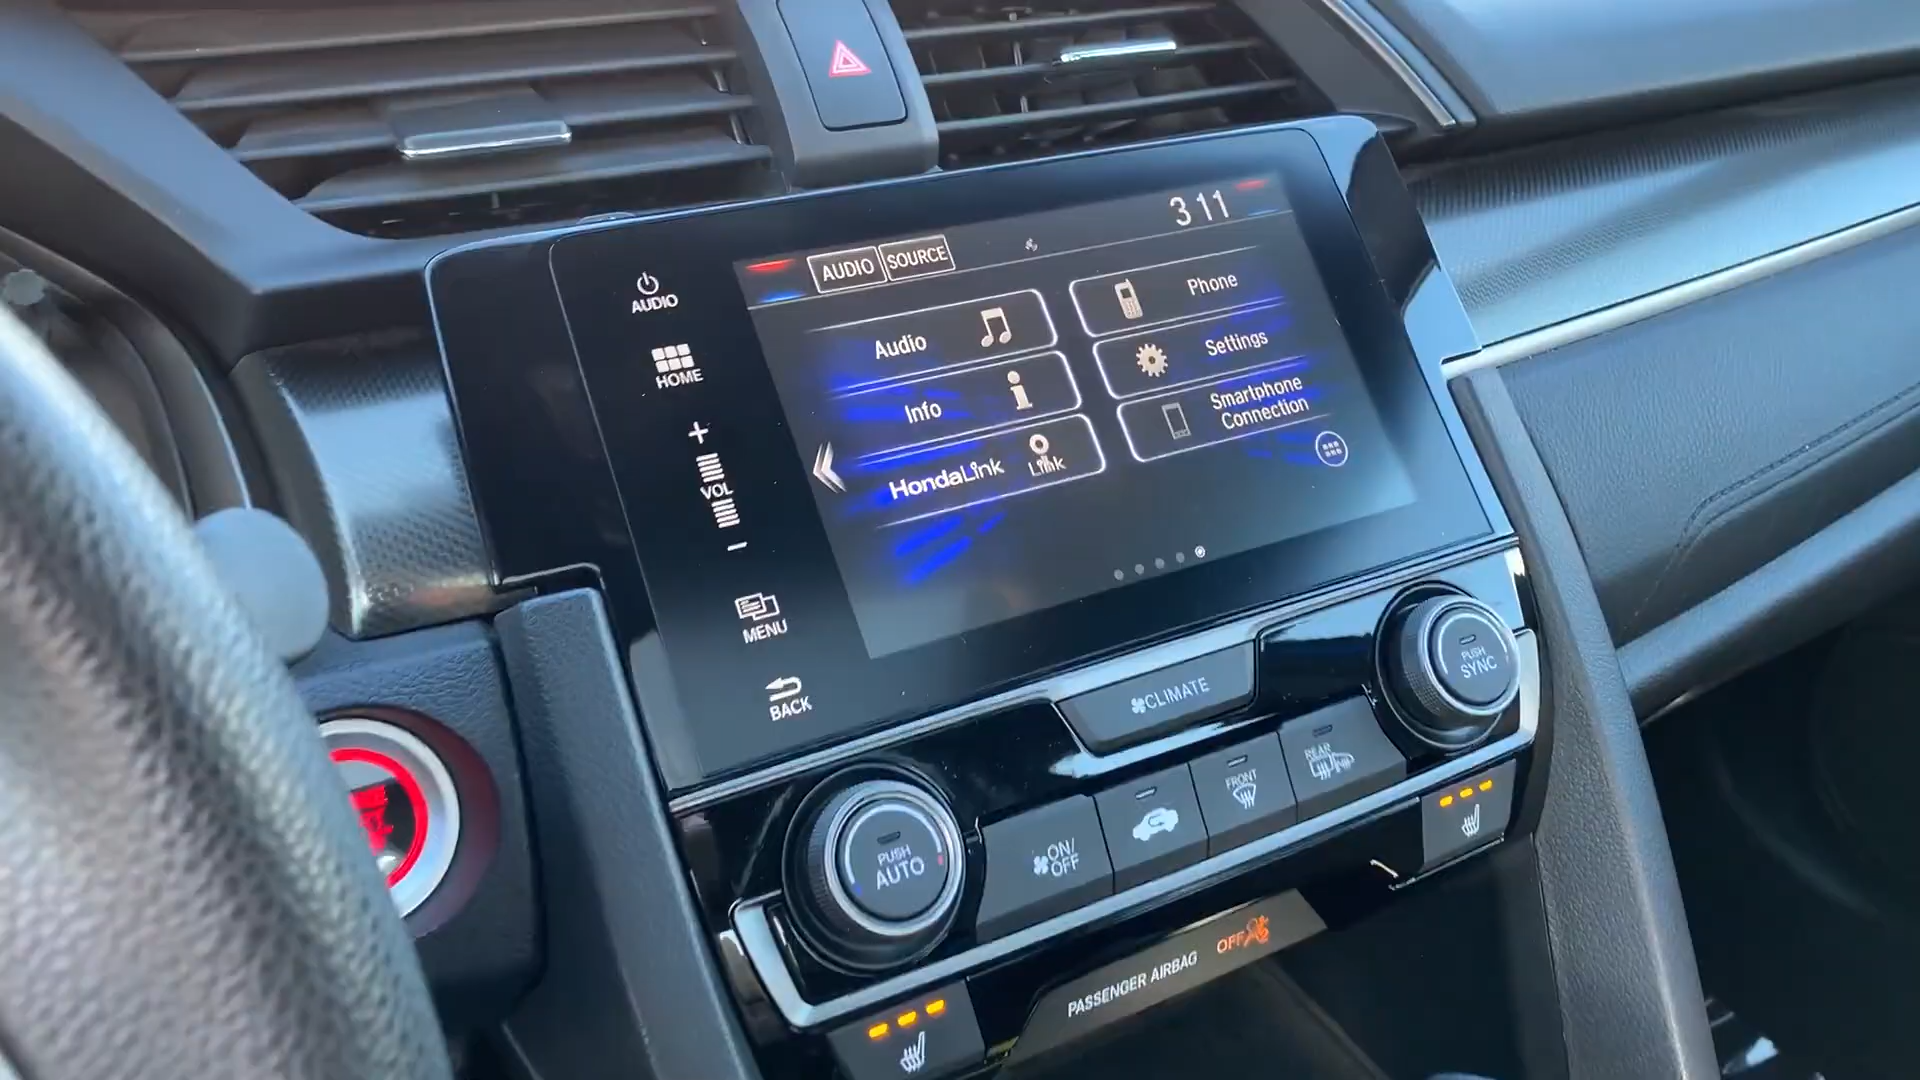 3 11
AUDIO
SOURCE
AUDIO
Phone
Audio
Settings
HOME
Info
Smartphone
Connection
+
VOL
-
HondaLink
Link
MENU
BACK
CLIMATE
PUSH
SYNC
PUSH
AUTO
ON/
OFF
FRONT
REAR
PASSENGER AIRBAG
OFF
2